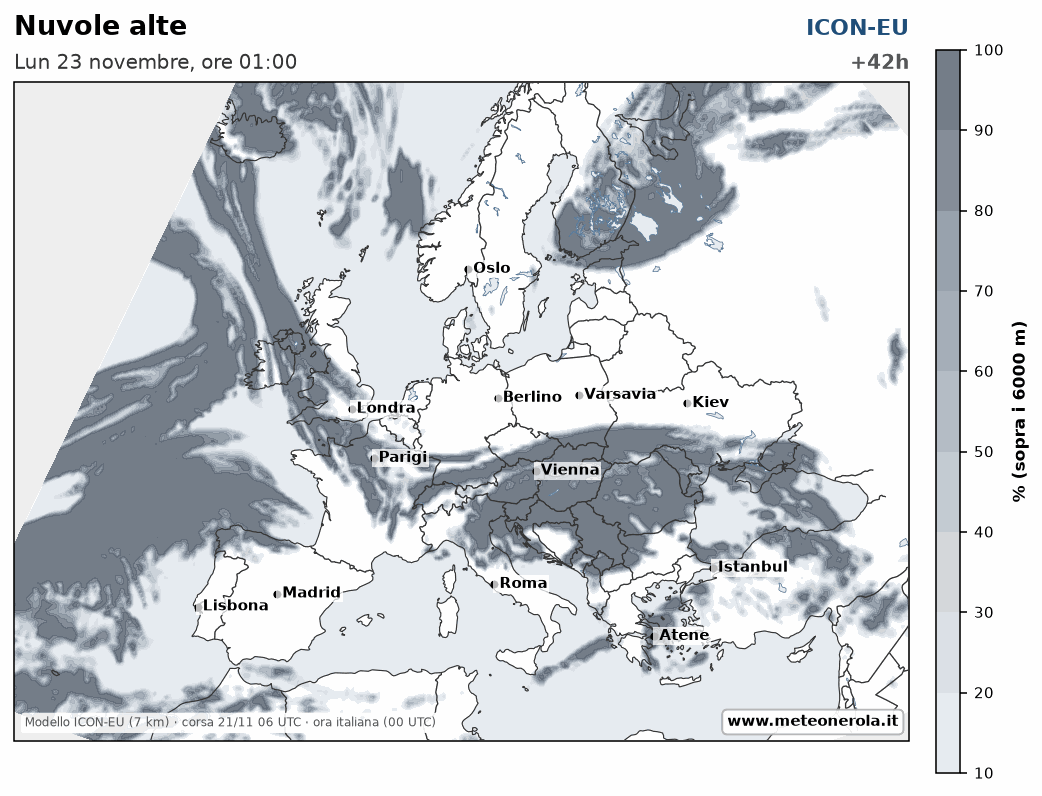 Nuvole alte
ICON-EU
Lun 23 novembre, ore 01:00
+42h
100
90
80
70
60
50
40
30
20
10
% (sopra i 6000 m)
Oslo
Londra
Berlino
Varsavia
Kiev
Parigi
Vienna
Istanbul
Roma
Madrid
Lisbona
Atene
Modello ICON-EU (7 km) · corsa 21/11 06 UTC · ora italiana (00 UTC)
www.meteonerola.it